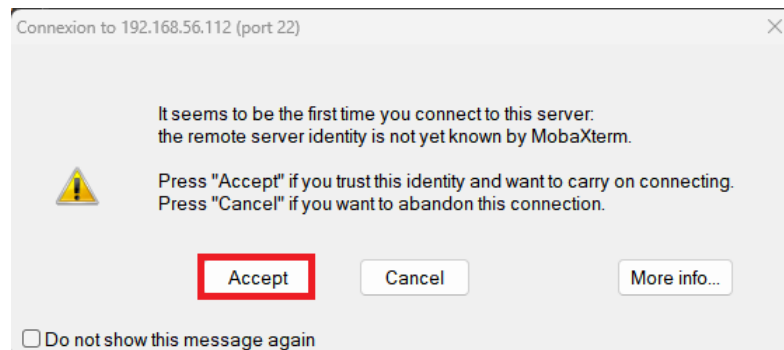 Connexion to 192.168.56.112 (port 22)
It seems to be the first time you connect to this server:
the remote server identity is not yet known by MobaXterm.
Press "Accept" if you trust this identity and want to carry on connecting.
Press "Cancel" if you want to abandon this connection.
Accept Cancel More info...
Do not show this message again